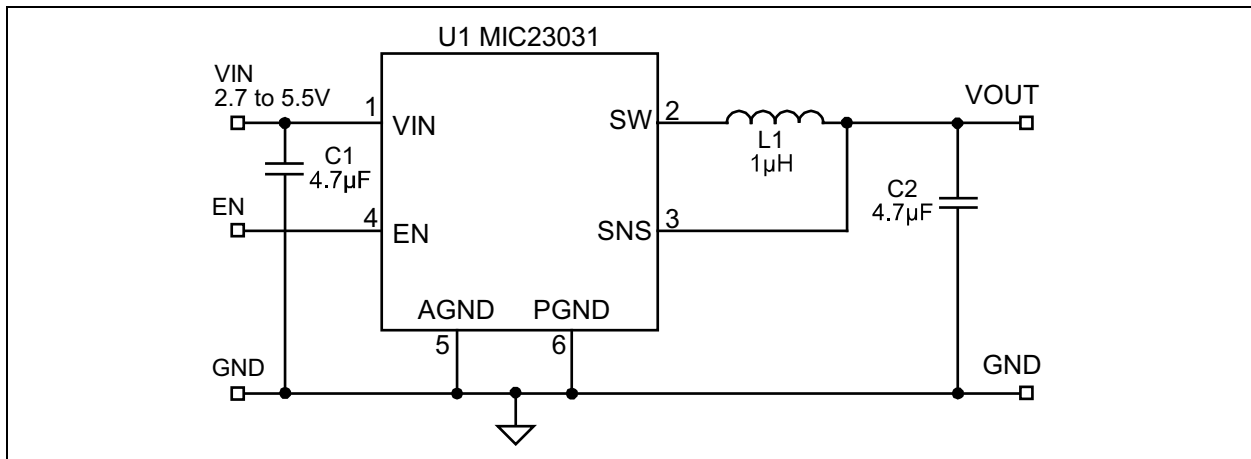 U1 MIC23031
VIN
2.7 to 5.5V
1
VIN
SW
2
L1
1µH
VOUT
C1
4.7µF
C2
4.7µF
EN
4
EN
SNS
3
AGND
PGND
5
6
GND
GND